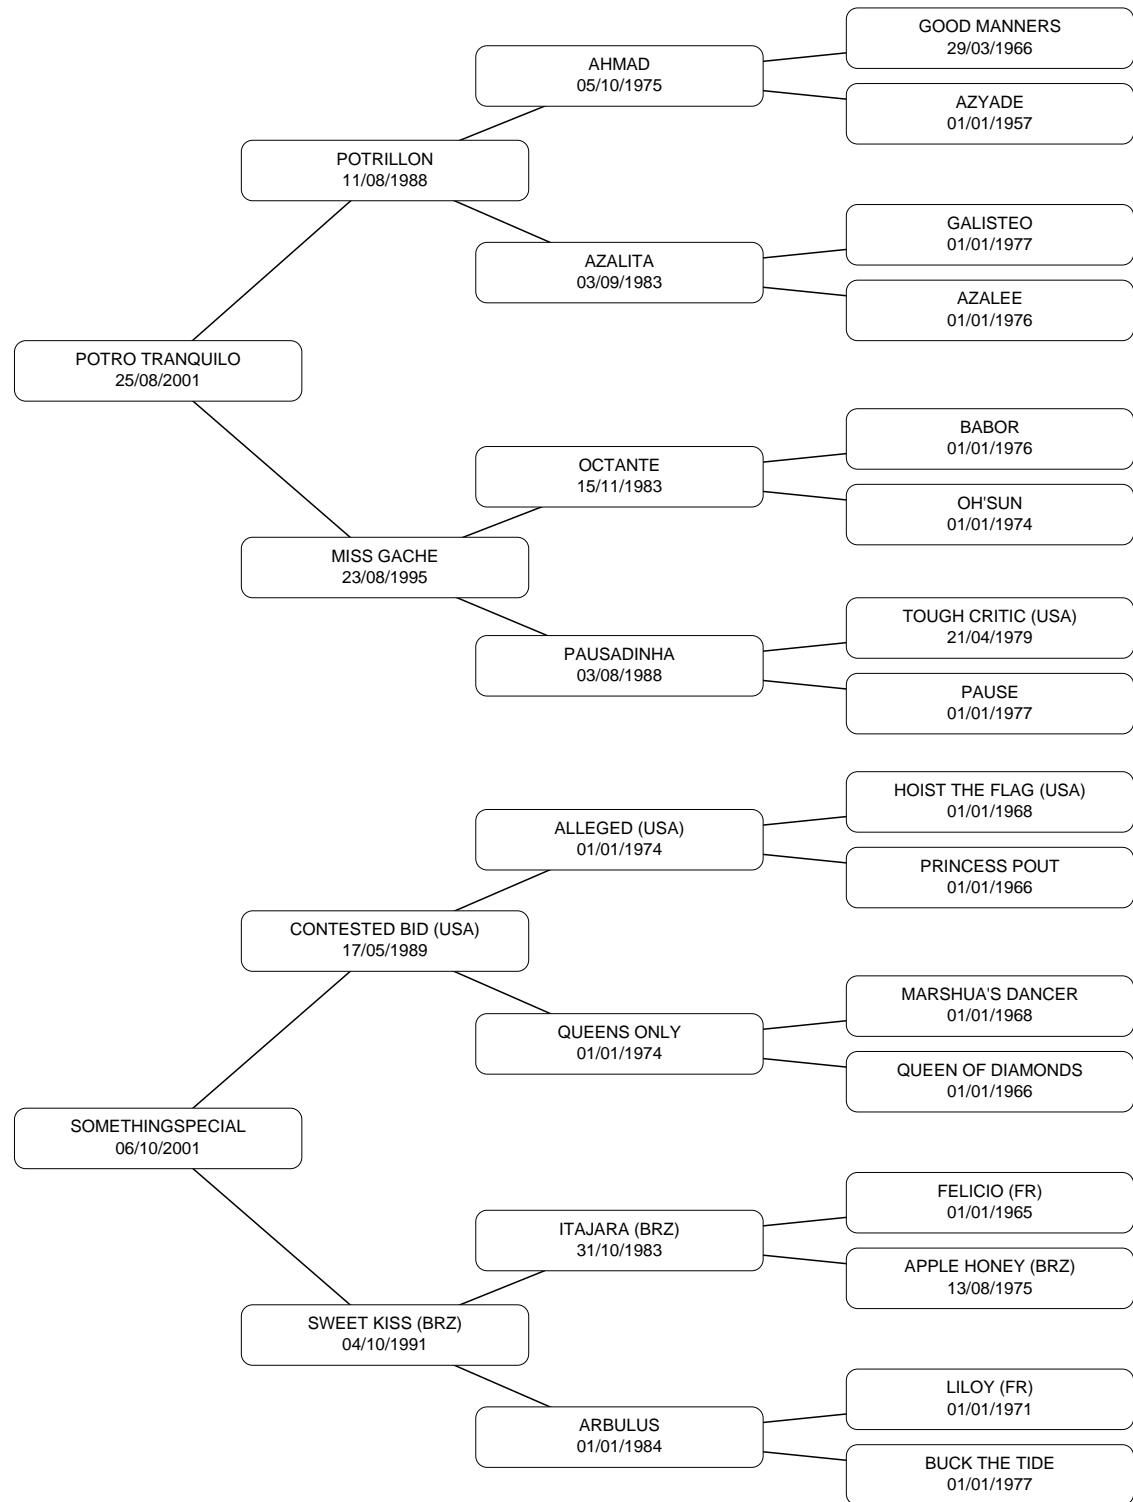 GOOD MANNERS
29/03/1966
AHMAD
05/10/1975
AZYADE
01/01/1957
POTRILLON
11/08/1988
GALISTEO
01/01/1977
AZALITA
03/09/1983
AZALEE
01/01/1976
POTRO TRANQUILO
25/08/2001
BABOR
01/01/1976
OCTANTE
15/11/1983
OH'SUN
01/01/1974
MISS GACHE
23/08/1995
TOUGH CRITIC (USA)
21/04/1979
PAUSADINHA
03/08/1988
PAUSE
01/01/1977
HOIST THE FLAG (USA)
01/01/1968
ALLEGED (USA)
01/01/1974
PRINCESS POUT
01/01/1966
CONTESTED BID (USA)
17/05/1989
MARSHUA'S DANCER
01/01/1968
QUEENS ONLY
01/01/1974
QUEEN OF DIAMONDS
01/01/1966
SOMETHINGSPECIAL
06/10/2001
FELICIO (FR)
01/01/1965
ITAJARA (BRZ)
31/10/1983
APPLE HONEY (BRZ)
13/08/1975
SWEET KISS (BRZ)
04/10/1991
LILOY (FR)
01/01/1971
ARBULUS
01/01/1984
BUCK THE TIDE
01/01/1977